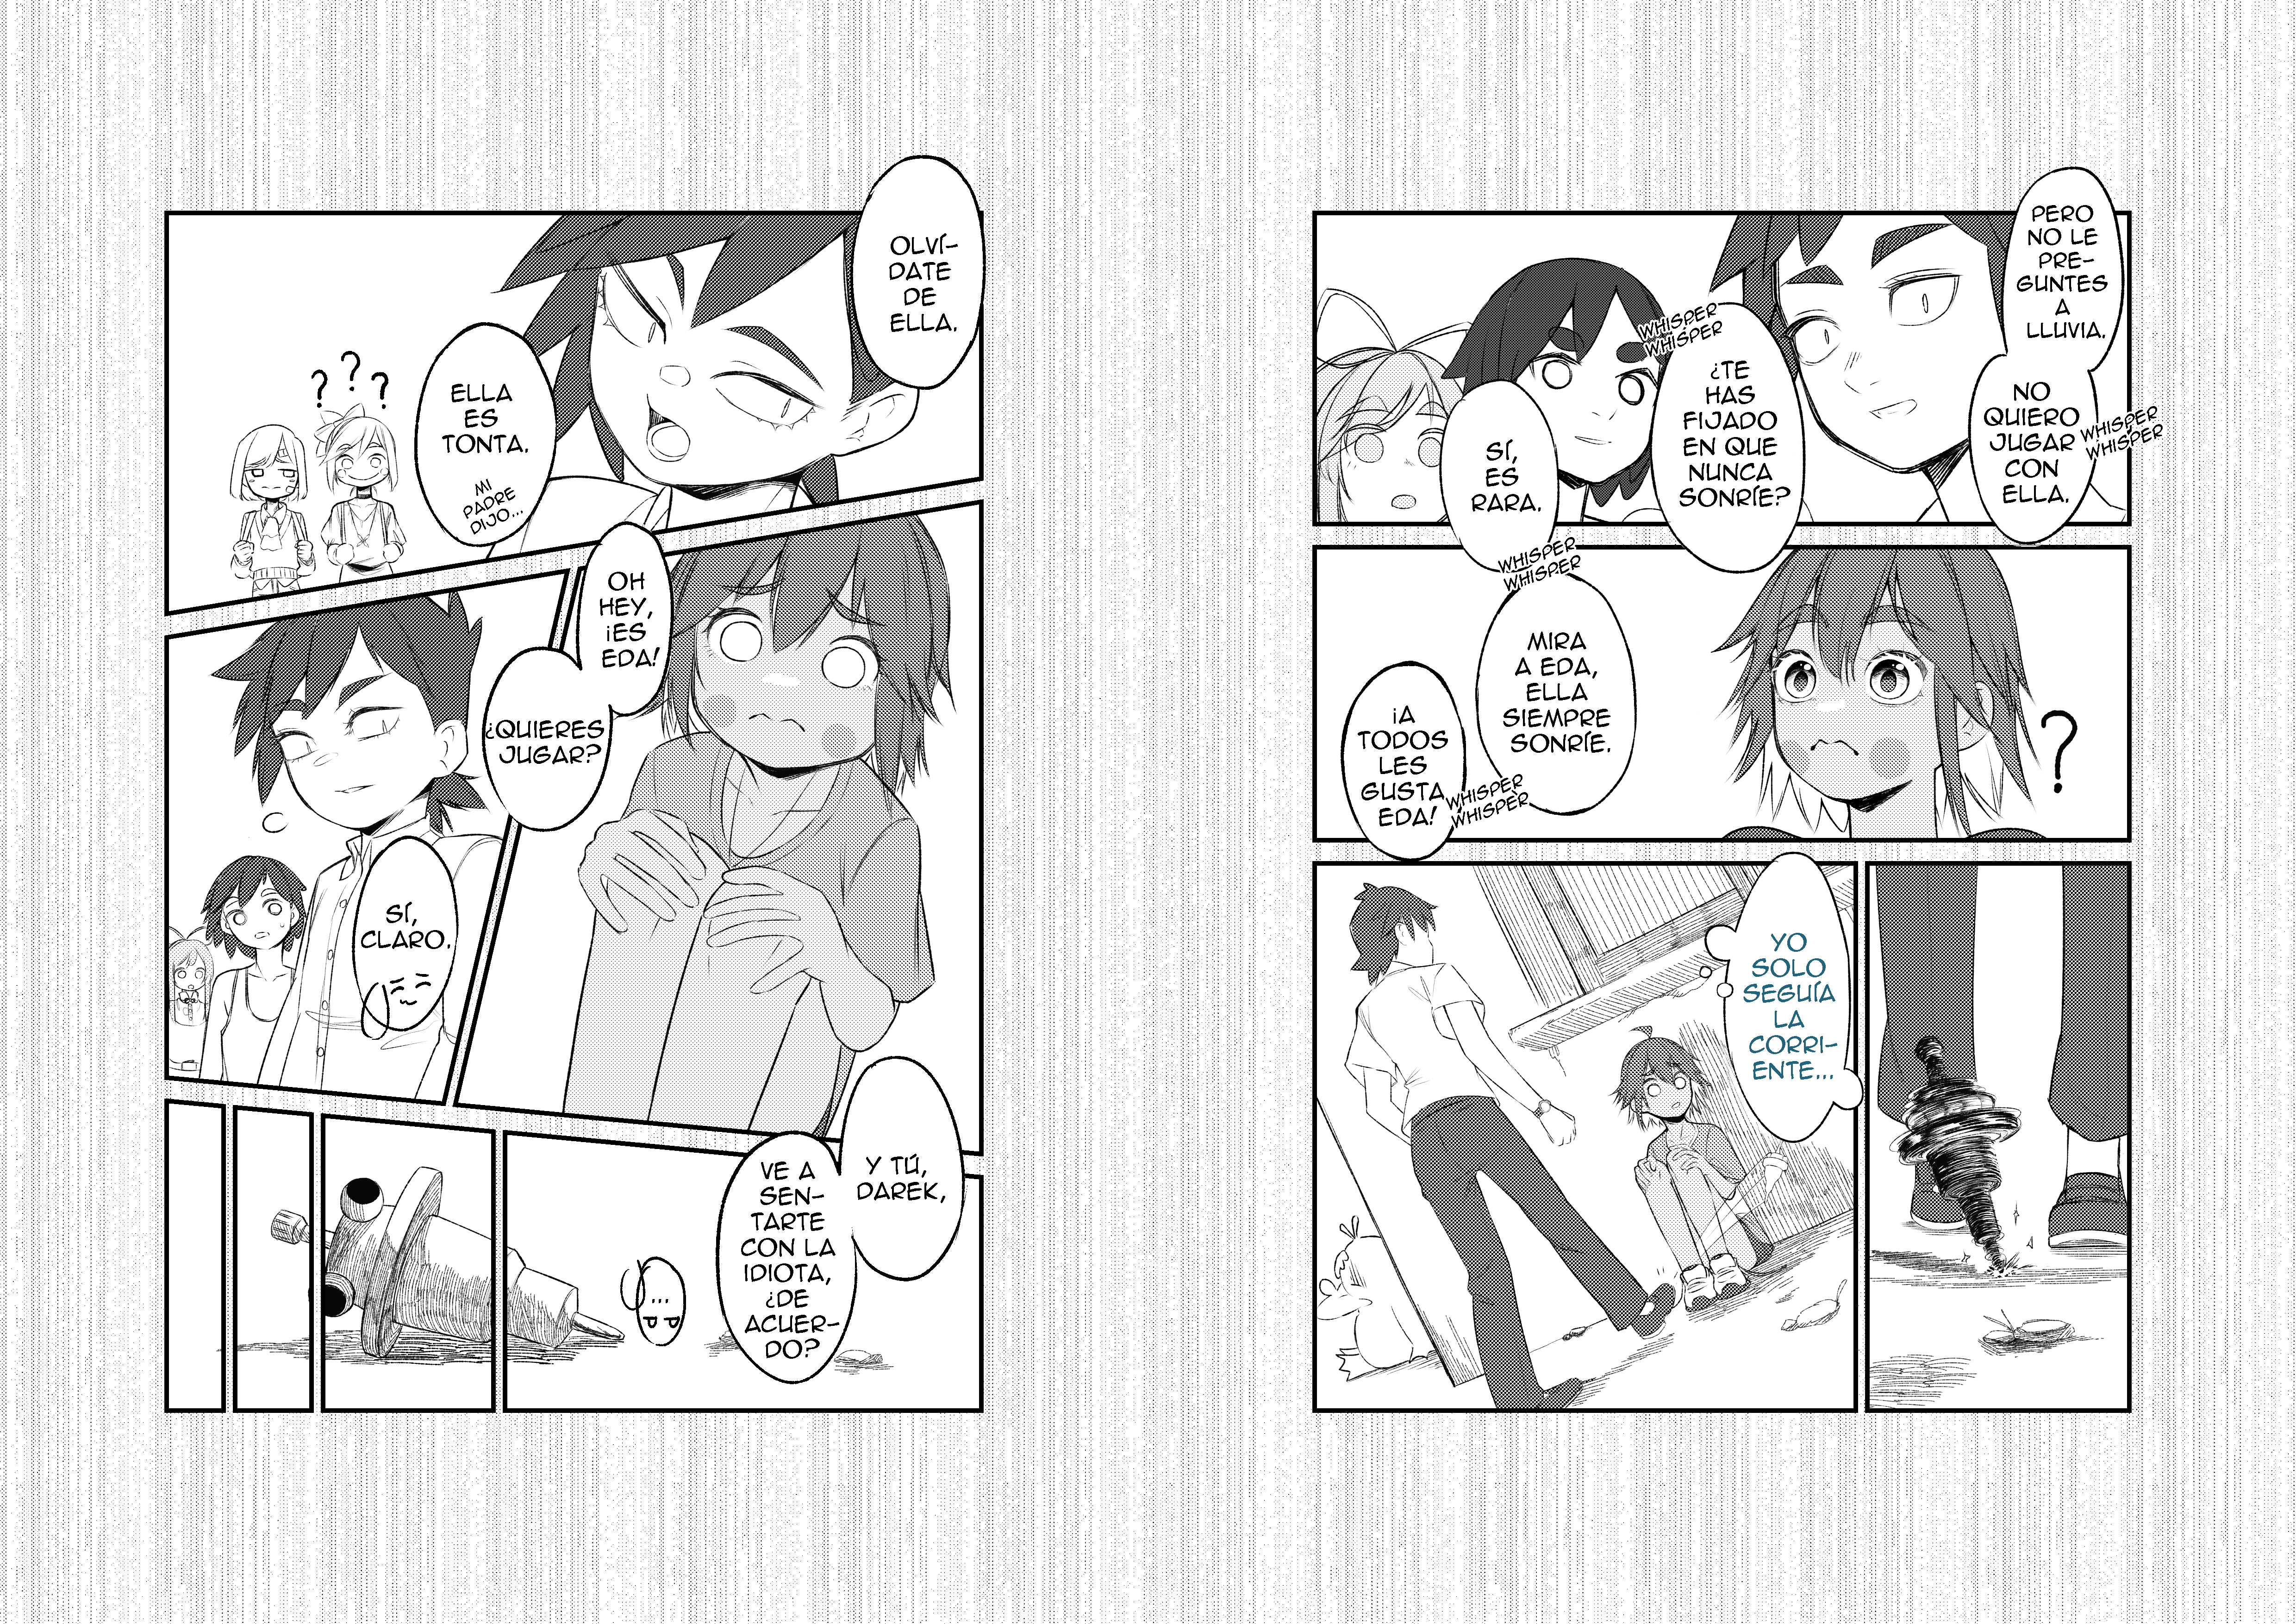 PERO
NO LE
PRE-
GUNTES
A
LLUVIA.
NO
QUIERO
JUGAR
CON
ELLA.
WHISPER
WHISPER
¿TE
HAS
FIJADO
EN QUE
NUNCA
SONRÍE?
WHISPER
WHISPER
SÍ,
ES
RARA.
WHISPER
WHISPER
MIRA
A EDA,
ELLA
SIEMPRE
SONRÍE.
¡A
TODOS
LES
GUSTA
EDA!
WHISPER
WHISPER
?
YO
SOLO
SEGUÍA
LA
CORRI-
ENTE...
OLVÍ-
DATE
DE
ELLA.
ELLA
ES
TONTA.
MI
PADRE
DIJO...
? ? ?
OH
HEY,
¡ES
EDA!
¿QUIERES
JUGAR?
SÍ,
CLARO.
Y TÚ,
DAREK,
VE A
SEN-
TARTE
CON LA
IDIOTA,
¿DE
ACUER-
DO?
...